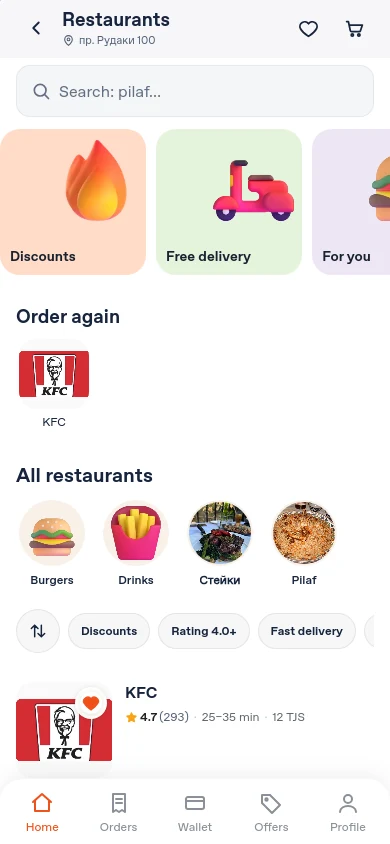 Restaurants
пр. Рудаки 100
Search: pilaf...
Discounts
Free delivery
For you
Order again
KFC
KFC
All restaurants
Burgers
Drinks
Стейки
Pilaf
Discounts
Rating 4.0+
Fast delivery
KFC
4.7 (293) · 25–35 min · 12 TJS
KFC
Home
Orders
Wallet
Offers
Profile